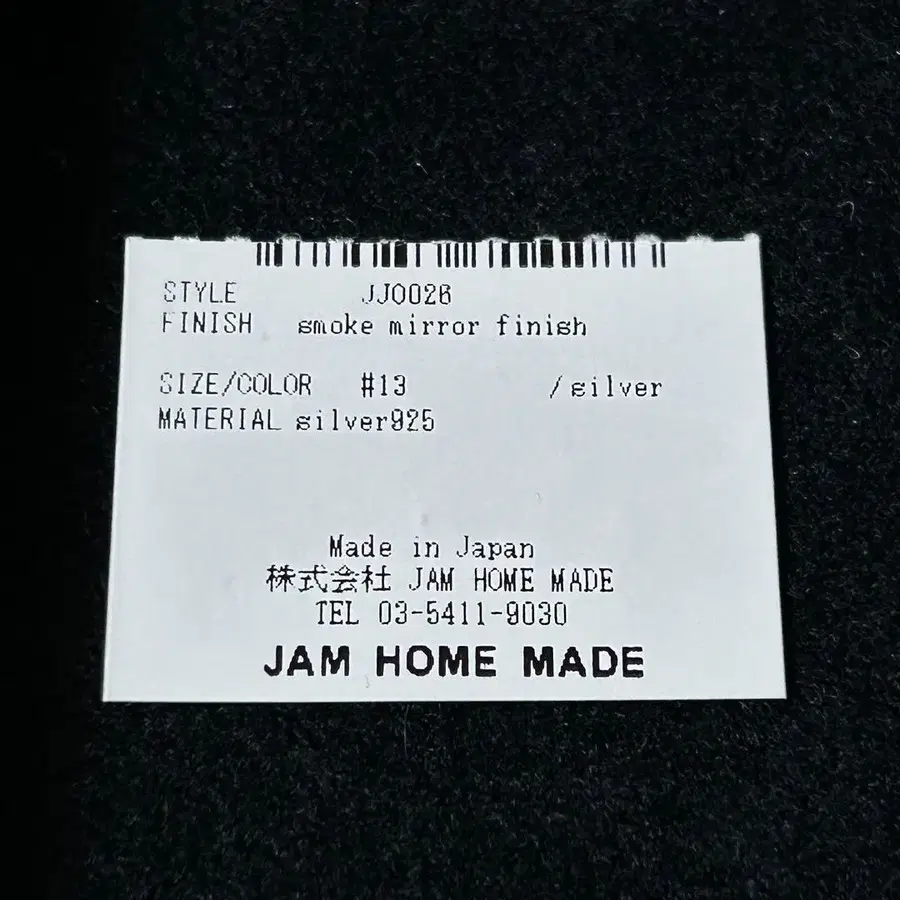 STYLE JJ0026
FINISH smoke mirror finish
SIZE/COLOR #13 /silver
MATERIAL silver925
Made in Japan
株式会社 JAM HOME MADE
TEL 03-5411-9030
JAM HOME MADE